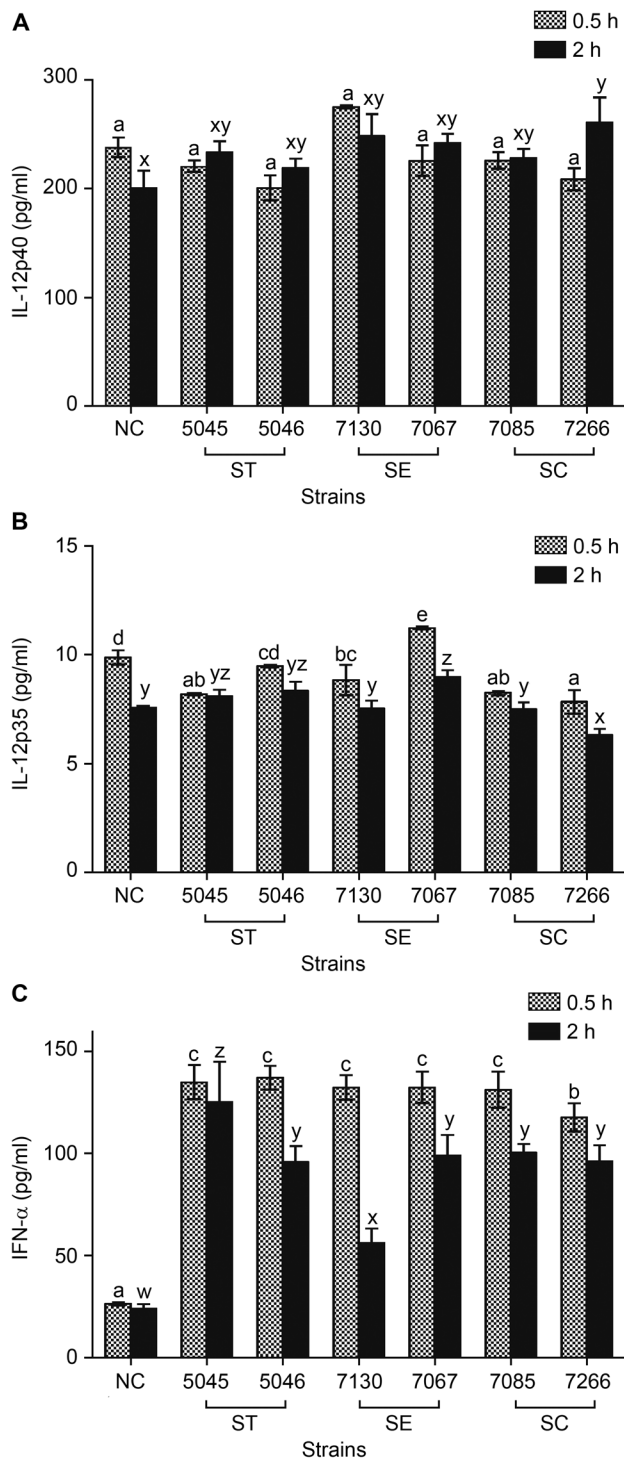 A
0.5 h
2 h
IL-12p40 (pg/ml)
300
200
100
0
a x a xy a xy a xy a xy a xy a y
NC 5045 5046 7130 7067 7085 7266
ST SE SC
Strains
B
0.5 h
2 h
IL-12p35 (pg/ml)
15
10
5
0
d y ab yz cd yz bc y e z ab y a x
NC 5045 5046 7130 7067 7085 7266
ST SE SC
Strains
C
0.5 h
2 h
IFN-α (pg/ml)
150
100
50
0
a w c z c y c x c y c y b y
NC 5045 5046 7130 7067 7085 7266
ST SE SC
Strains